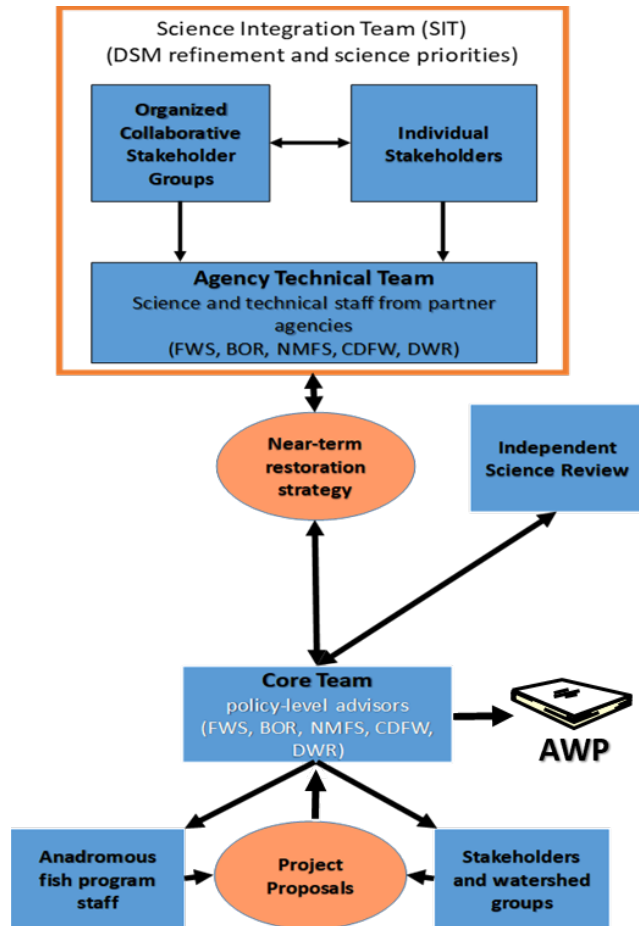 Science Integration Team (SIT)
(DSM refinement and science priorities)
Organized
Collaborative
Stakeholder
Groups
Individual
Stakeholders
Agency Technical Team
Science and technical staff from partner
agencies
(FWS, BOR, NMFS, CDFW, DWR)
Near-term
restoration
strategy
Independent
Science Review
Core Team
policy-level advisors
(FWS, BOR, NMFS, CDFW,
DWR)
AWP
Anadromous
fish program
staff
Project
Proposals
Stakeholders
and watershed
groups